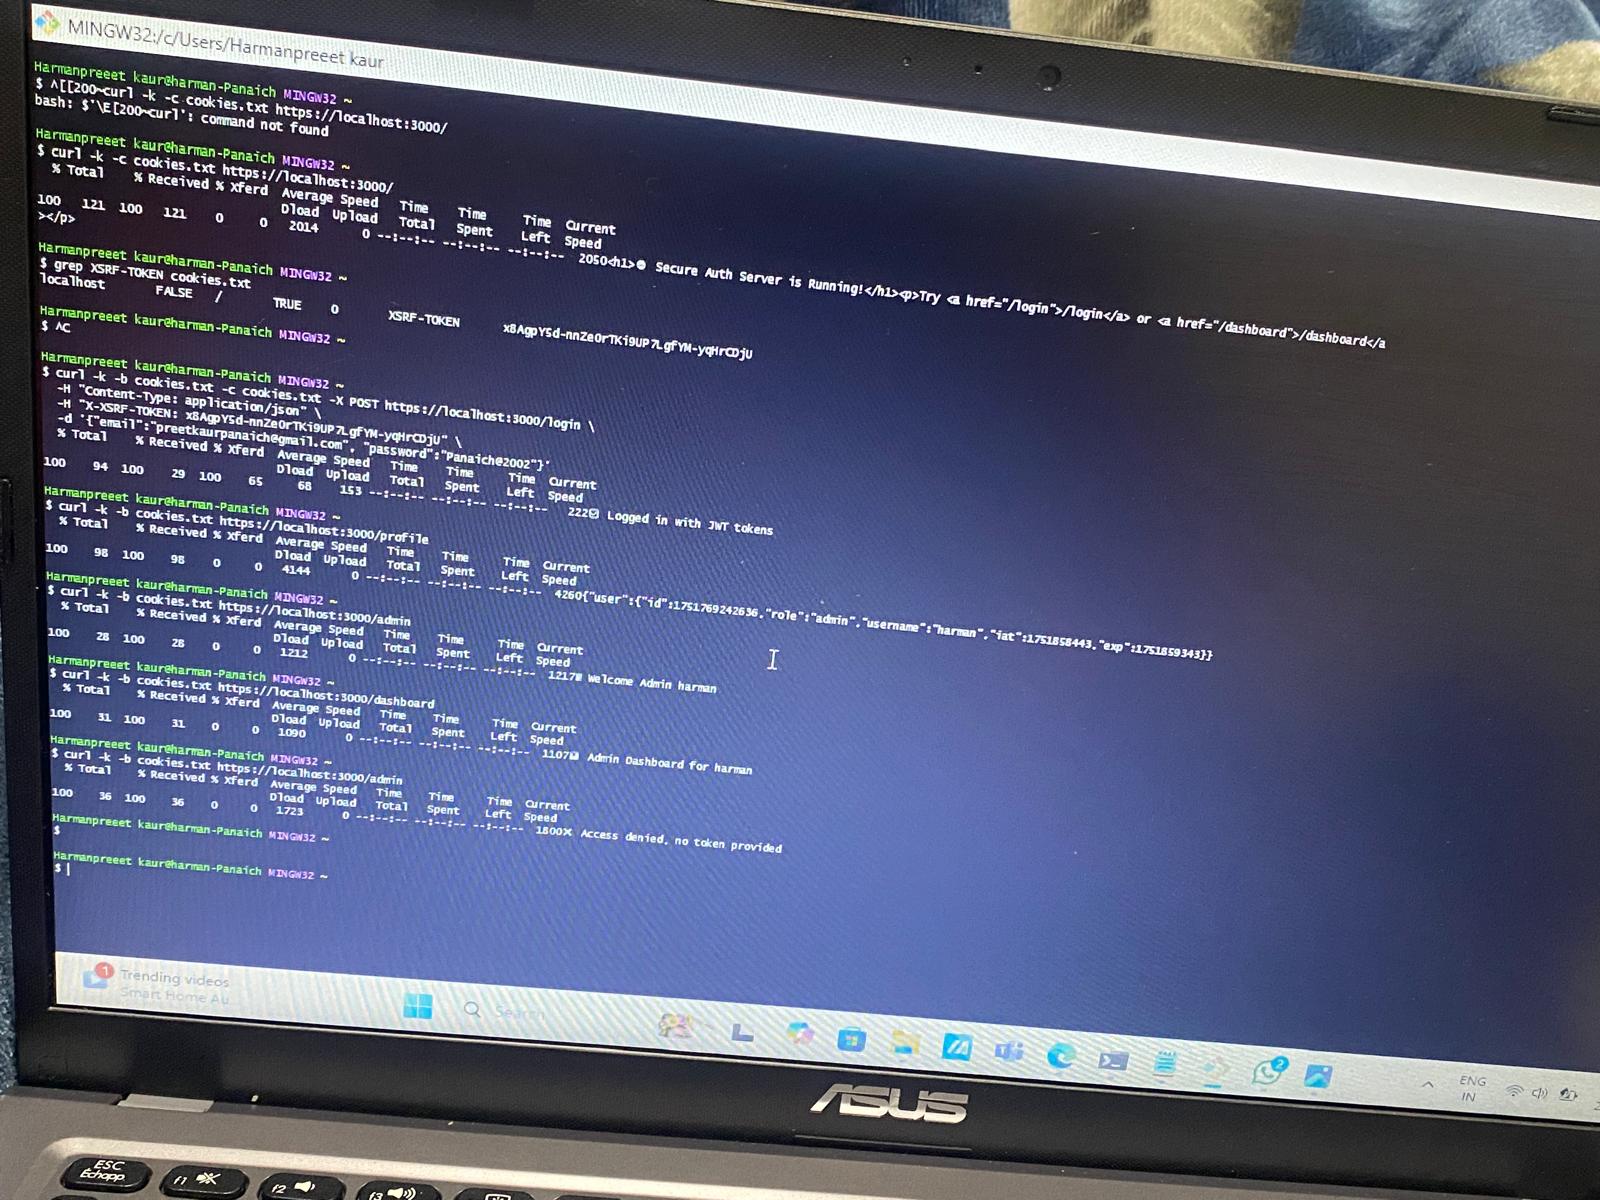 MINGW32:/c/Users/Harmanpreeet kaur
Harmanpreeet kaur@harman-Panaich MINGW32 ~
$ ^[[200~curl -k -c cookies.txt https://localhost:3000/
bash: $'\E[200~curl': command not found
Harmanpreeet kaur@harman-Panaich MINGW32 ~
$ curl -k -c cookies.txt https://localhost:3000/
% Total % Received % Xferd Average Speed Time Time Time Current
Dload Upload Total Spent Left Speed
100 121 100 121 0 0 2014 0 --:--:-- --:--:-- --:--:-- 2050<h1> Secure Auth Server is Running!</h1><p>Try <a href="/login">/login</a> or <a href="/dashboard">/dashboard</a
></p>
Harmanpreeet kaur@harman-Panaich MINGW32 ~
$ grep XSRF-TOKEN cookies.txt
localhost FALSE / TRUE 0 XSRF-TOKEN x8AgpYSd-nnZeOrTKi9UP7LgfYM-yqHrCDjU
Harmanpreeet kaur@harman-Panaich MINGW32 ~
$ ^C
Harmanpreeet kaur@harman-Panaich MINGW32 ~
$ curl -k -b cookies.txt -c cookies.txt -X POST https://localhost:3000/login \
-H "Content-Type: application/json" \
-H "X-XSRF-TOKEN: x8AgpYSd-nnZeOrTKi9UP7LgfYM-yqHrCDjU" \
-d '{"email":"preetkaurpanaich@gmail.com", "password":"Panaich@2002"}'
% Total % Received % Xferd Average Speed Time Time Time Current
Dload Upload Total Spent Left Speed
100 94 100 29 100 65 68 153 --:--:-- --:--:-- --:--:-- 222 Logged in with JWT tokens
Harmanpreeet kaur@harman-Panaich MINGW32 ~
$ curl -k -b cookies.txt https://localhost:3000/profile
% Total % Received % Xferd Average Speed Time Time Time Current
Dload Upload Total Spent Left Speed
100 98 100 98 0 0 4144 0 --:--:-- --:--:-- --:--:-- 4260{"user":{"id":1751769242636,"role":"admin","username":"harman","iat":1751858443,"exp":1751859343}}
Harmanpreeet kaur@harman-Panaich MINGW32 ~
$ curl -k -b cookies.txt https://localhost:3000/admin
% Total % Received % Xferd Average Speed Time Time Time Current
Dload Upload Total Spent Left Speed
100 28 100 28 0 0 1212 0 --:--:-- --:--:-- --:--:-- 1217 Welcome Admin harman
Harmanpreeet kaur@harman-Panaich MINGW32 ~
$ curl -k -b cookies.txt https://localhost:3000/dashboard
% Total % Received % Xferd Average Speed Time Time Time Current
Dload Upload Total Spent Left Speed
100 31 100 31 0 0 1090 0 --:--:-- --:--:-- --:--:-- 1107 Admin Dashboard for harman
Harmanpreeet kaur@harman-Panaich MINGW32 ~
$ curl -k -b cookies.txt https://localhost:3000/admin
% Total % Received % Xferd Average Speed Time Time Time Current
Dload Upload Total Spent Left Speed
100 36 100 36 0 0 1723 0 --:--:-- --:--:-- --:--:-- 1800❌ Access denied, no token provided
Harmanpreeet kaur@harman-Panaich MINGW32 ~
$
Harmanpreeet kaur@harman-Panaich MINGW32 ~
$
1
Trending videos
Smart Home Au...
Search
2
ENG
IN
ASUS
ESC
Échapp
f1
f2
f3